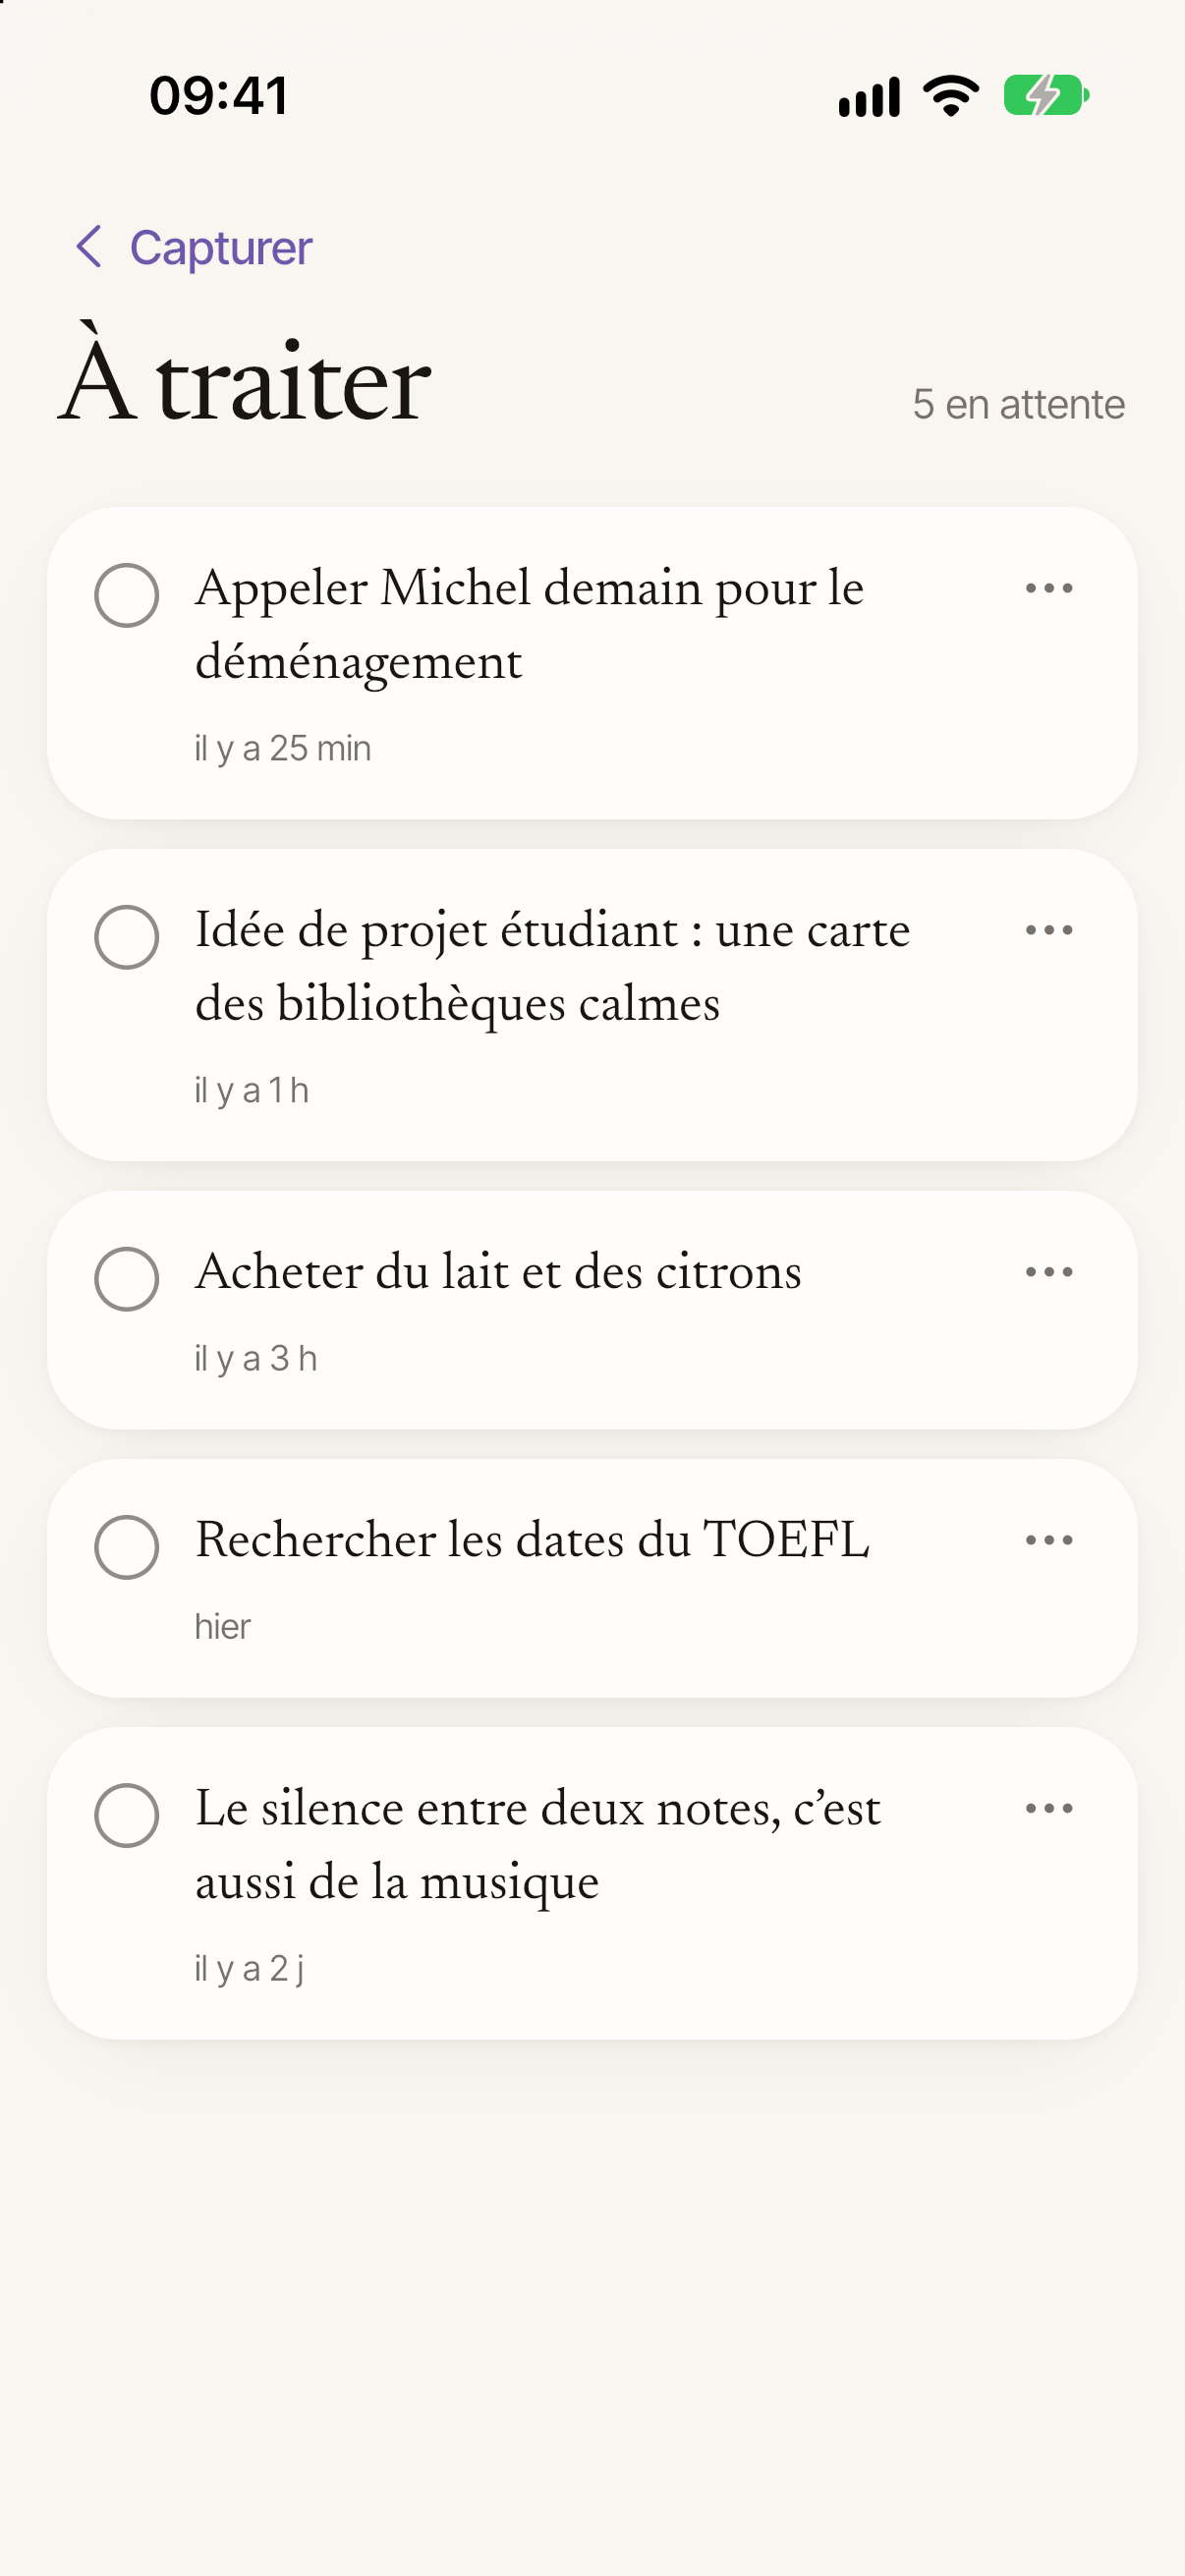 09:41
Capturer
À traiter
5 en attente
Appeler Michel demain pour le
déménagement
il y a 25 min
Idée de projet étudiant : une carte
des bibliothèques calmes
il y a 1 h
Acheter du lait et des citrons
il y a 3 h
Rechercher les dates du TOEFL
hier
Le silence entre deux notes, c’est
aussi de la musique
il y a 2 j